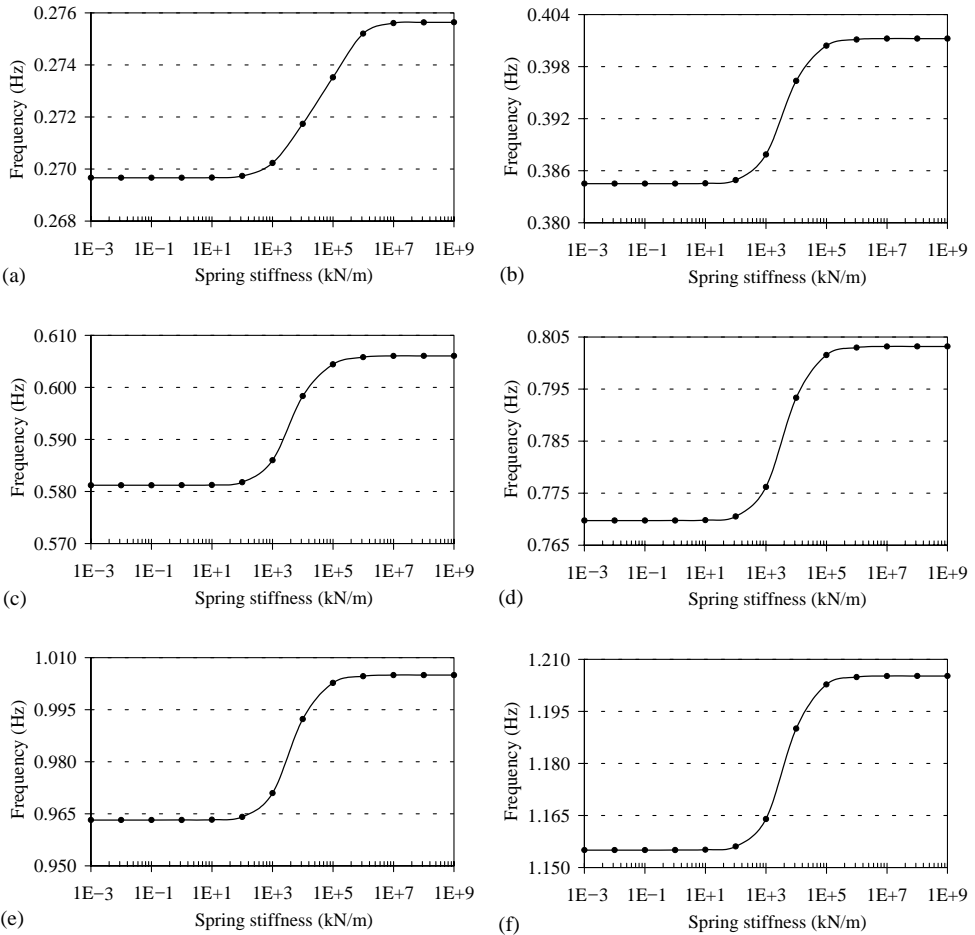 0.276
0.274
0.272
0.270
0.268
Frequency (Hz)
1E−3 1E−1 1E+1 1E+3 1E+5 1E+7 1E+9
Spring stiffness (kN/m)
(a)
0.404
0.398
0.392
0.386
0.380
Frequency (Hz)
1E−3 1E−1 1E+1 1E+3 1E+5 1E+7 1E+9
Spring stiffness (kN/m)
(b)
0.610
0.600
0.590
0.580
0.570
Frequency (Hz)
1E−3 1E−1 1E+1 1E+3 1E+5 1E+7 1E+9
Spring stiffness (kN/m)
(c)
0.805
0.795
0.785
0.775
0.765
Frequency (Hz)
1E−3 1E−1 1E+1 1E+3 1E+5 1E+7 1E+9
Spring stiffness (kN/m)
(d)
1.010
0.995
0.980
0.965
0.950
Frequency (Hz)
1E−3 1E−1 1E+1 1E+3 1E+5 1E+7 1E+9
Spring stiffness (kN/m)
(e)
1.210
1.195
1.180
1.165
1.150
Frequency (Hz)
1E−3 1E−1 1E+1 1E+3 1E+5 1E+7 1E+9
Spring stiffness (kN/m)
(f)